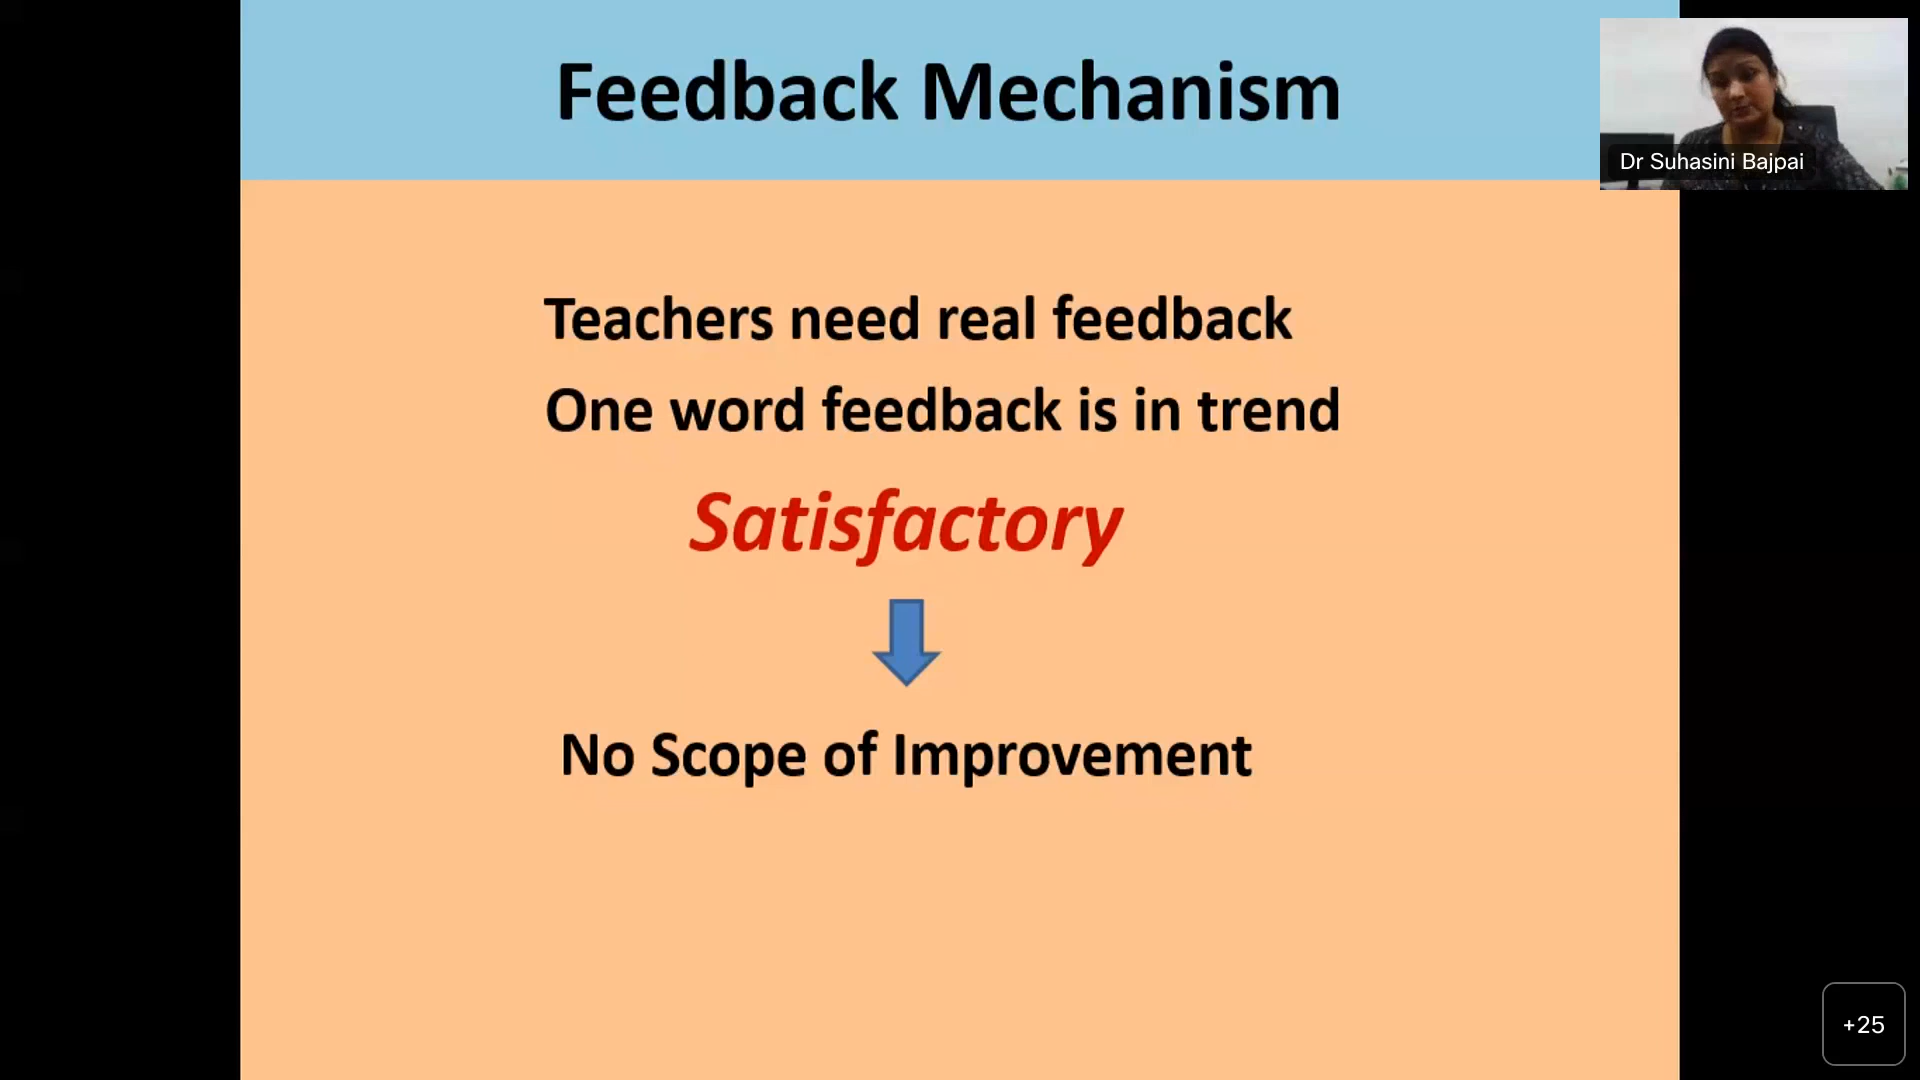 Feedback Mechanism
Dr Suhasini Bajpai
Teachers need real feedback
One word feedback is in trend
Satisfactory
No Scope of Improvement
+25